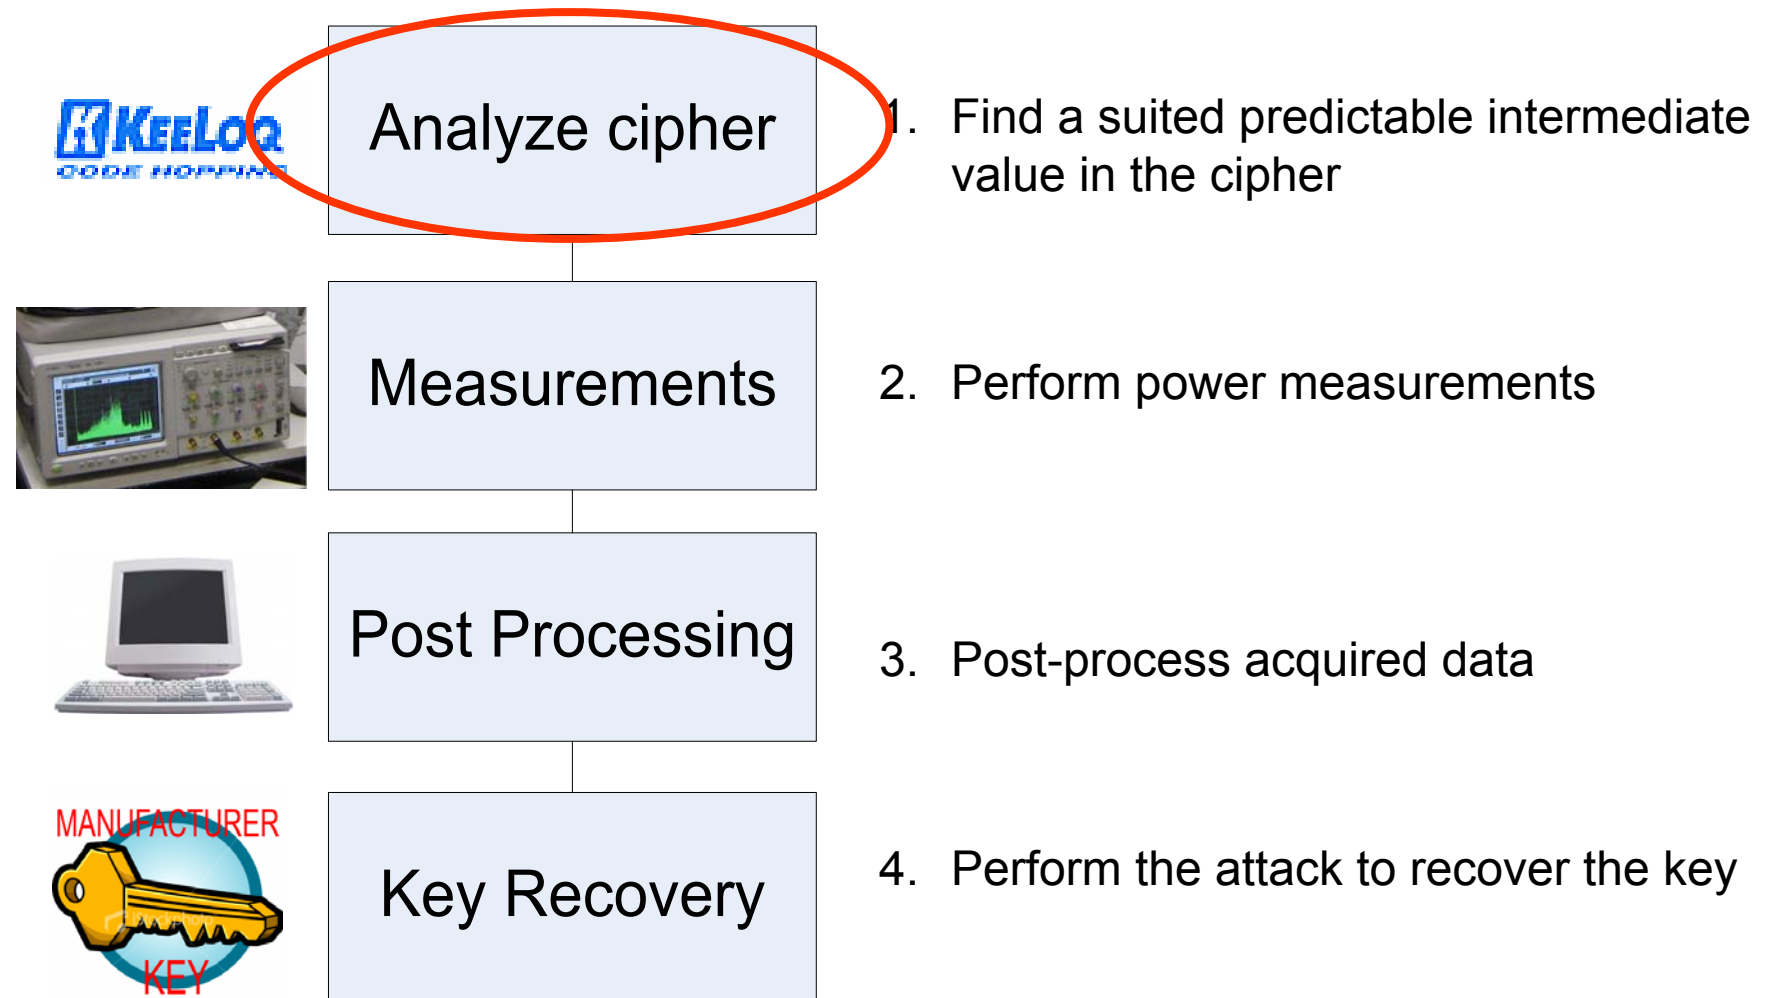 KEELOQ
CODE HOPPING
Analyze cipher
1. Find a suited predictable intermediate
value in the cipher
Measurements
2. Perform power measurements
Post Processing
3. Post-process acquired data
MANUFACTURER
iStockphoto
KEY
Key Recovery
4. Perform the attack to recover the key